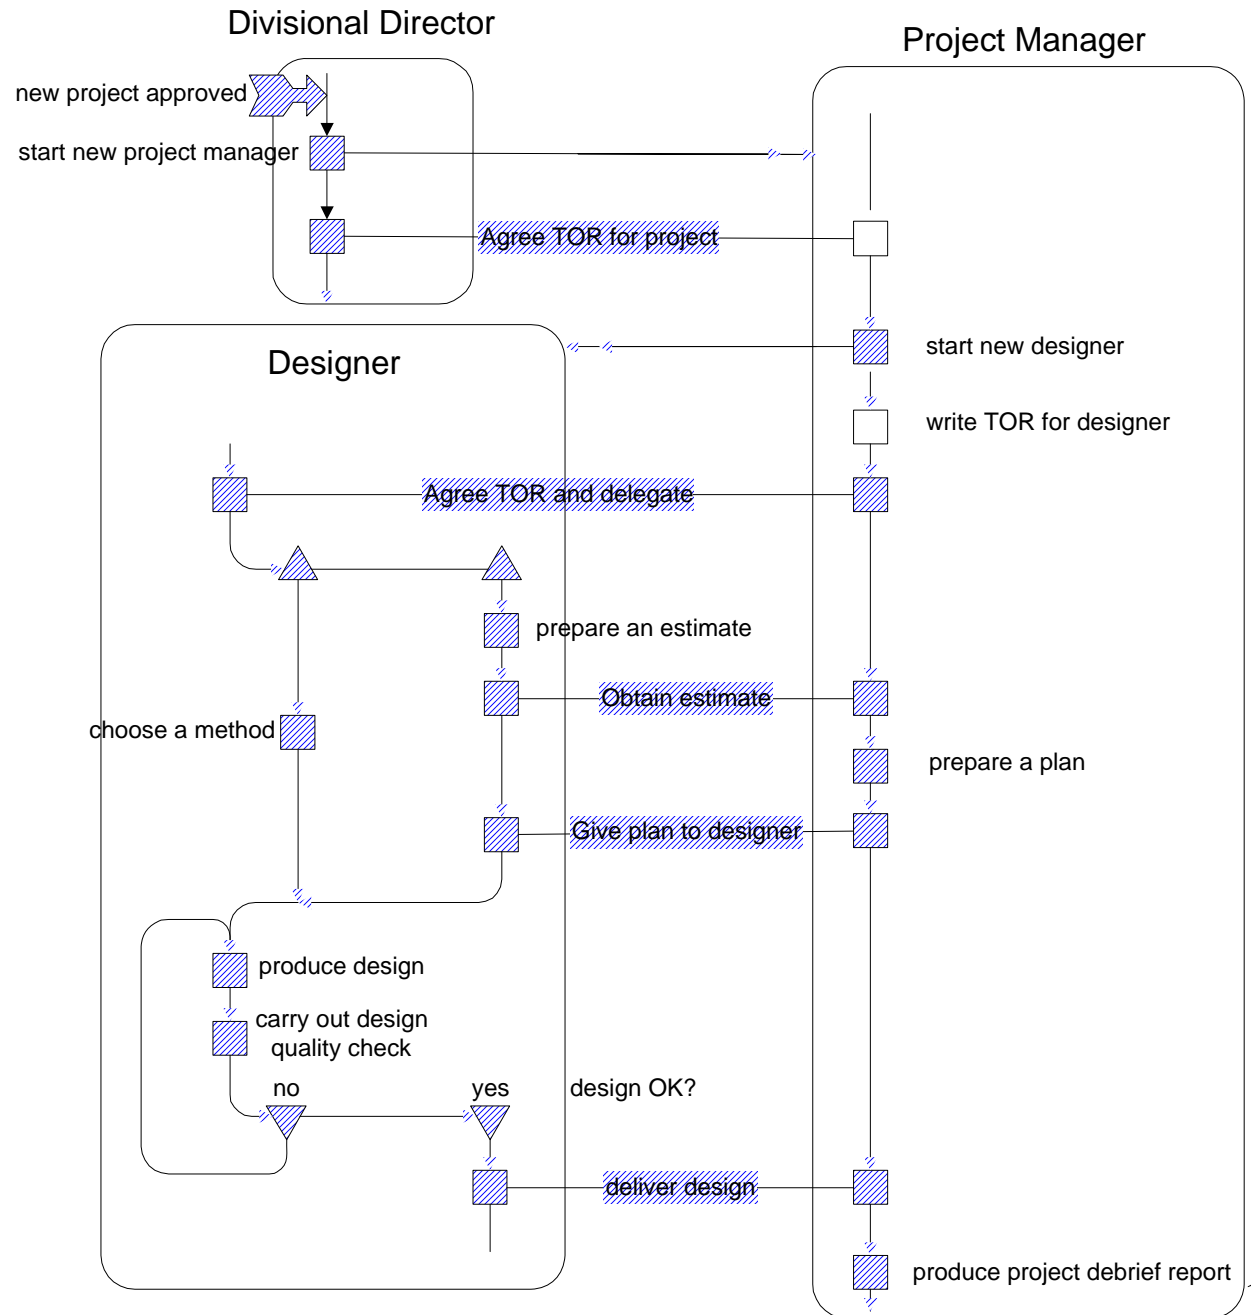 Divisional Director
Project Manager
new project approved
start new project manager
Agree TOR for project
start new designer
Designer
write TOR for designer
Agree TOR and delegate
prepare an estimate
Obtain estimate
choose a method
prepare a plan
Give plan to designer
produce design
carry out design
quality check
no
yes
design OK?
deliver design
produce project debrief report